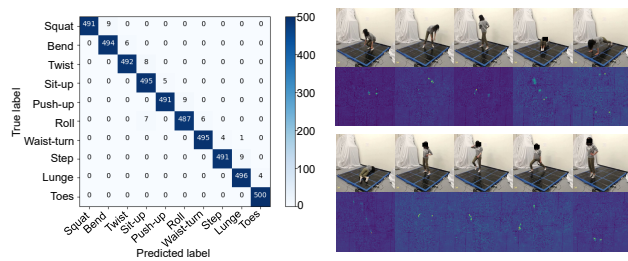 True label
Squat 491 9 0 0 0 0 0 0 0 0
Bend 0 494 6 0 0 0 0 0 0 0
Twist 0 0 492 8 0 0 0 0 0 0
Sit-up 0 0 0 495 5 0 0 0 0 0
Push-up 0 0 0 0 491 9 0 0 0 0
Roll 0 0 0 7 0 487 6 0 0 0
Waist-turn 0 0 0 0 0 0 495 4 1 0
Step 0 0 0 0 0 0 0 491 9 0
Lunge 0 0 0 0 0 0 0 0 496 4
Toes 0 0 0 0 0 0 0 0 0 500
Squat Bend Twist Sit-up Push-up Roll Waist-turn Step Lunge Toes
Predicted label
500
400
300
200
100
0